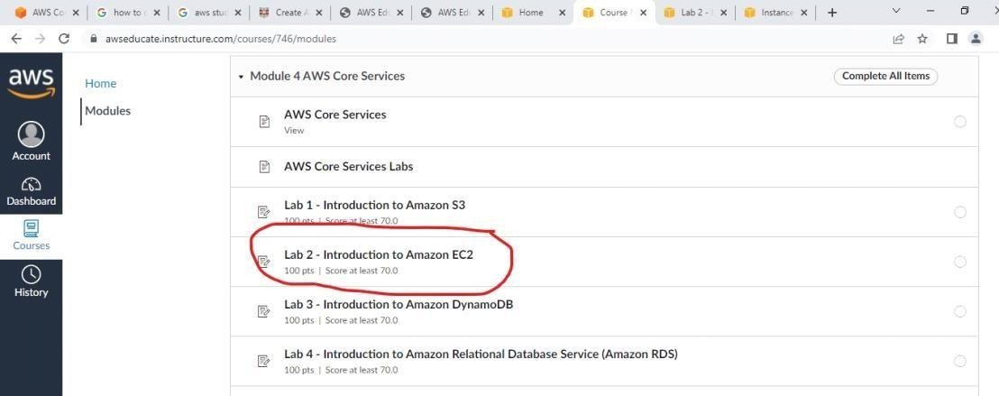 AWS Co
how to c
aws stud
Create A
AWS Edu
AWS Ed
Home
Course M
Lab 2 -
Instance
awseducate.instructure.com/courses/746/modules
aws
Account
Dashboard
Courses
History
Home
Modules
Module 4 AWS Core Services
Complete All Items
AWS Core Services
View
AWS Core Services Labs
Lab 1 - Introduction to Amazon S3
100 pts | Score at least 70.0
Lab 2 - Introduction to Amazon EC2
100 pts | Score at least 70.0
Lab 3 - Introduction to Amazon DynamoDB
100 pts | Score at least 70.0
Lab 4 - Introduction to Amazon Relational Database Service (Amazon RDS)
100 pts | Score at least 70.0